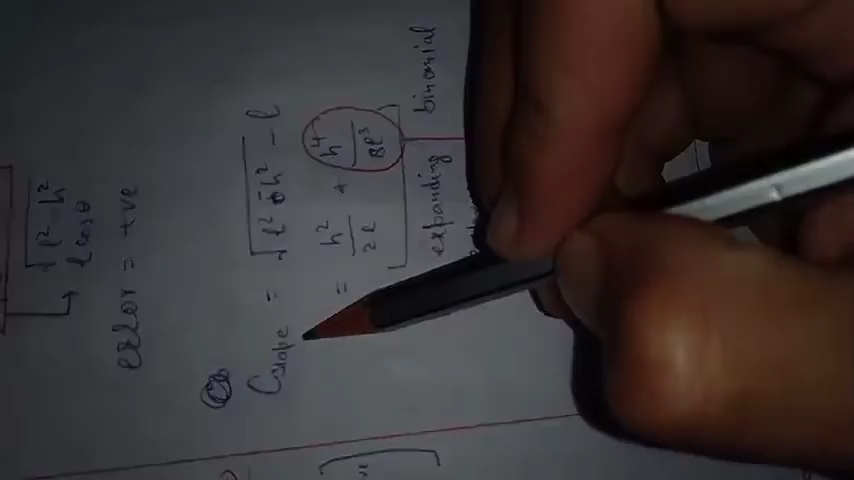 √l² - h²
l cosθ
error = +ve
C slope = √l² - h² - l
= h²/2l + h⁴/8l³
expanding binomial